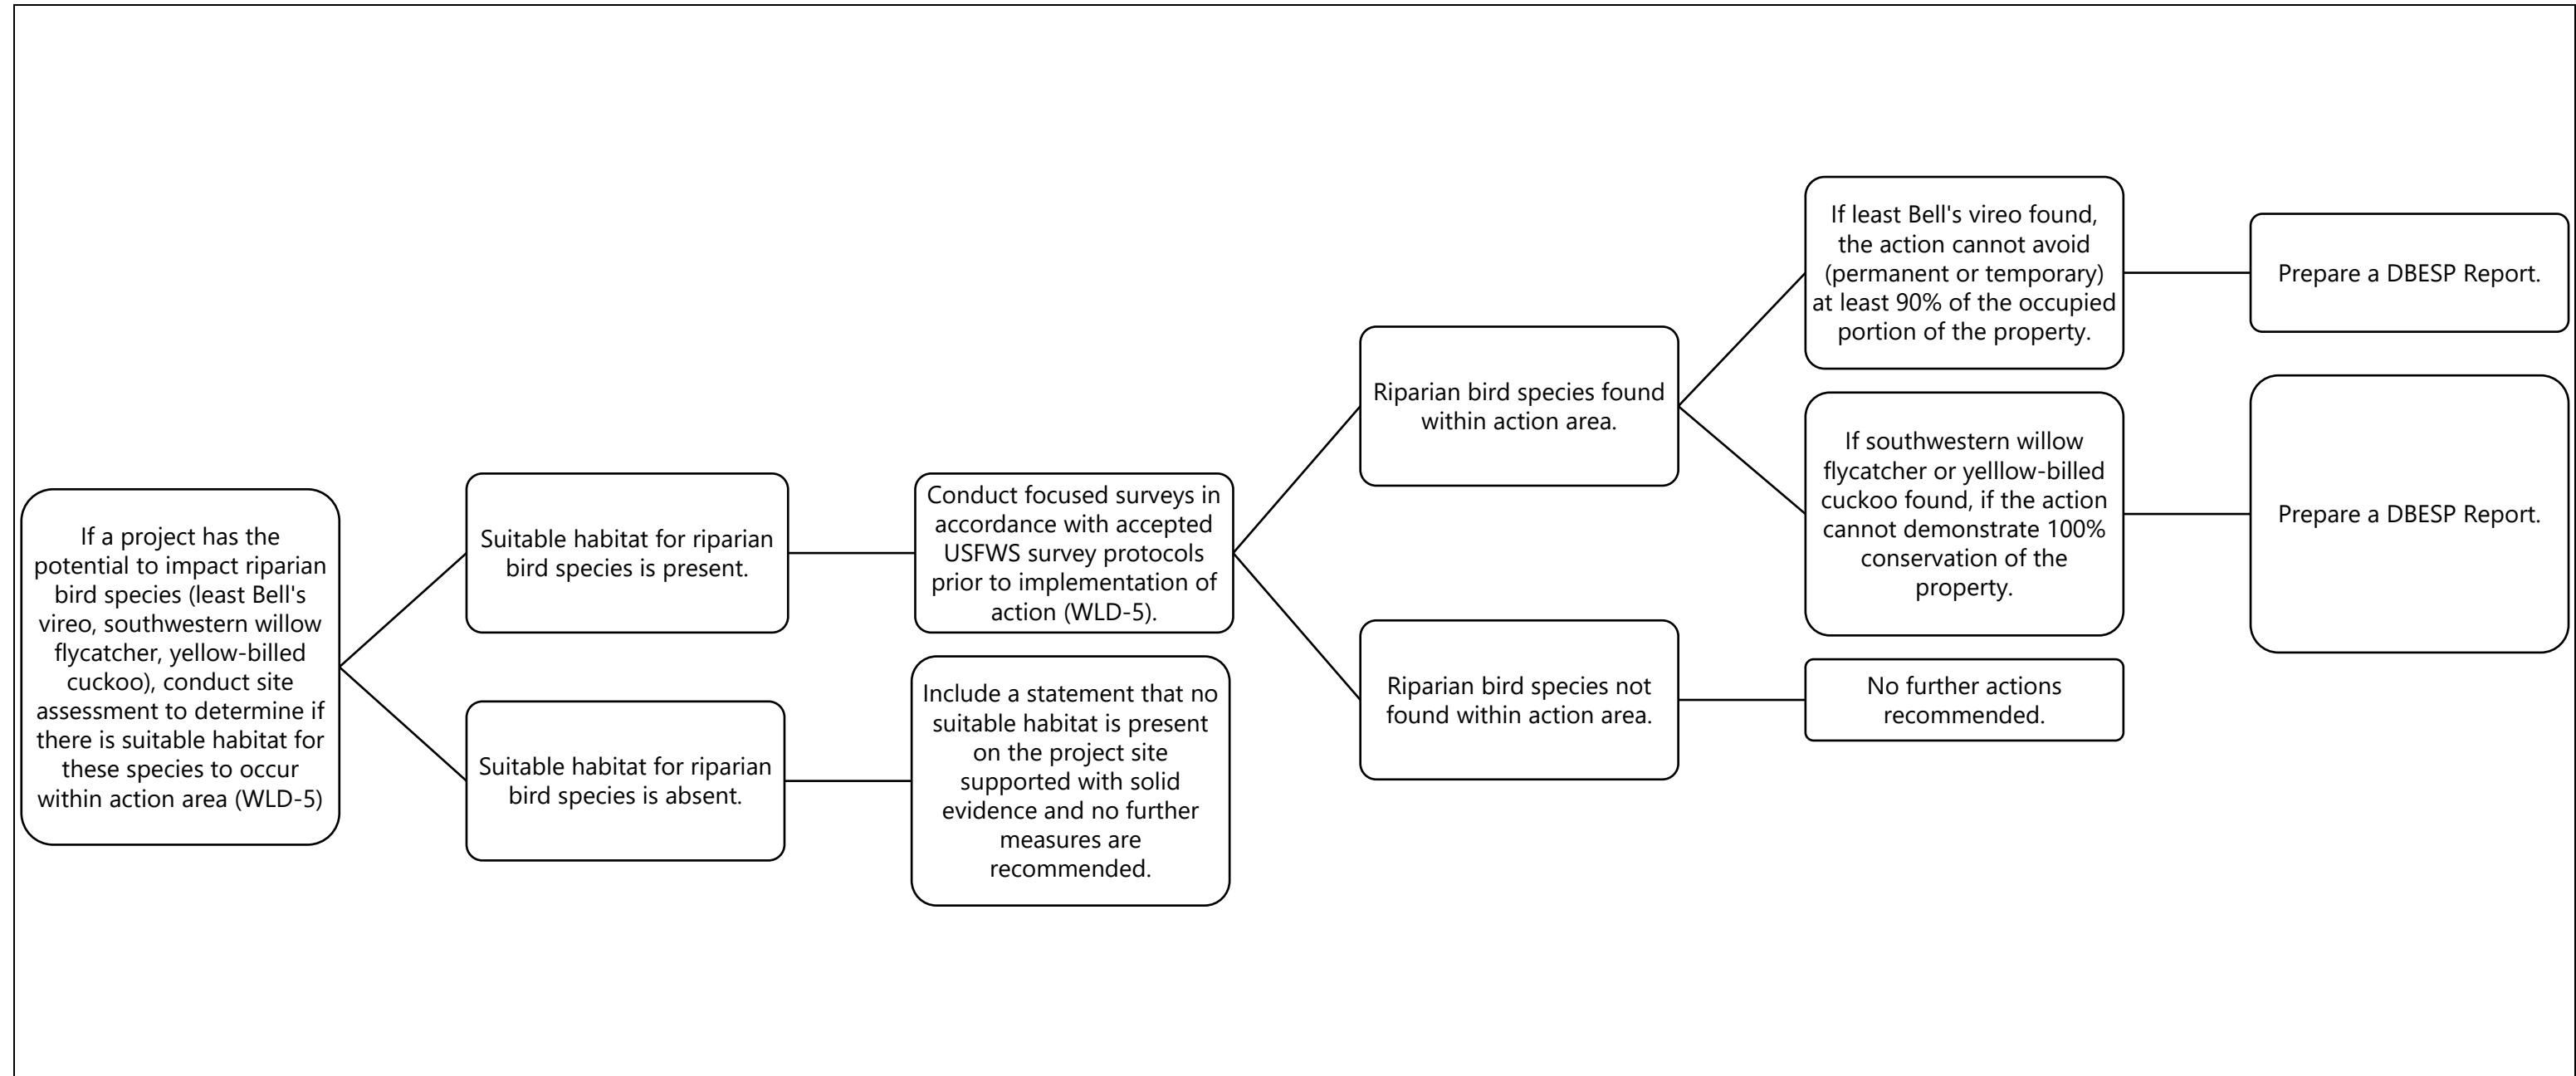 If a project has the
potential to impact riparian
bird species (least Bell's
vireo, southwestern willow
flycatcher, yellow-billed
cuckoo), conduct site
assessment to determine if
there is suitable habitat for
these species to occur
within action area (WLD-5)
Suitable habitat for riparian
bird species is present.
Suitable habitat for riparian
bird species is absent.
Conduct focused surveys in
accordance with accepted
USFWS survey protocols
prior to implementation of
action (WLD-5).
Include a statement that no
suitable habitat is present
on the project site
supported with solid
evidence and no further
measures are
recommended.
Riparian bird species found
within action area.
Riparian bird species not
found within action area.
If least Bell's vireo found,
the action cannot avoid
(permanent or temporary)
at least 90% of the occupied
portion of the property.
If southwestern willow
flycatcher or yelllow-billed
cuckoo found, if the action
cannot demonstrate 100%
conservation of the
property.
No further actions
recommended.
Prepare a DBESP Report.
Prepare a DBESP Report.